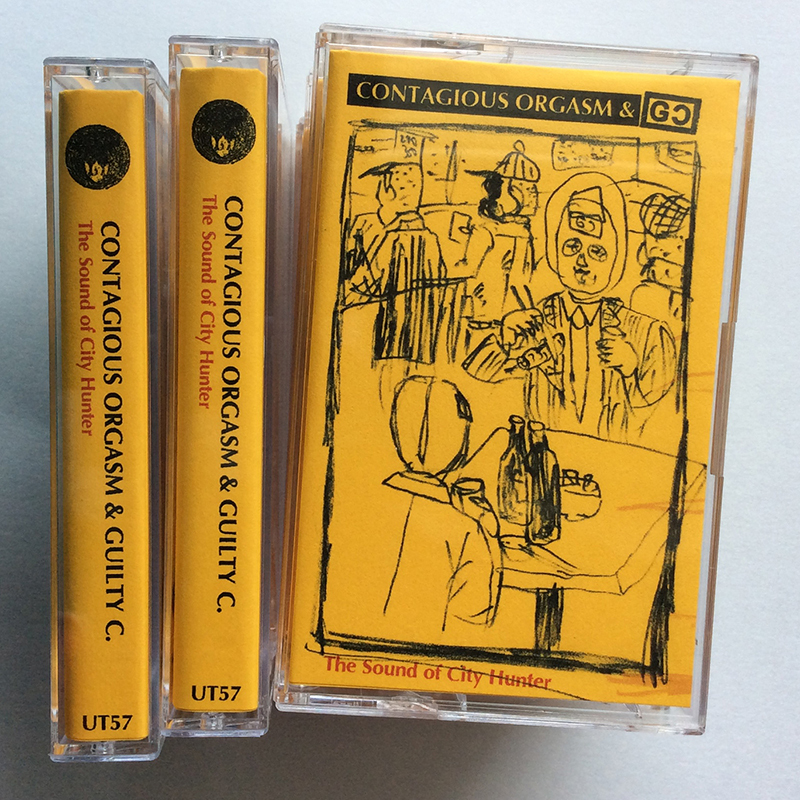 CONTAGIOUS ORGASM & GUILTY C.
The Sound of City Hunter
UT57
CONTAGIOUS ORGASM & GUILTY C.
The Sound of City Hunter
UT57
CONTAGIOUS ORGASM & GC
The Sound of City Hunter